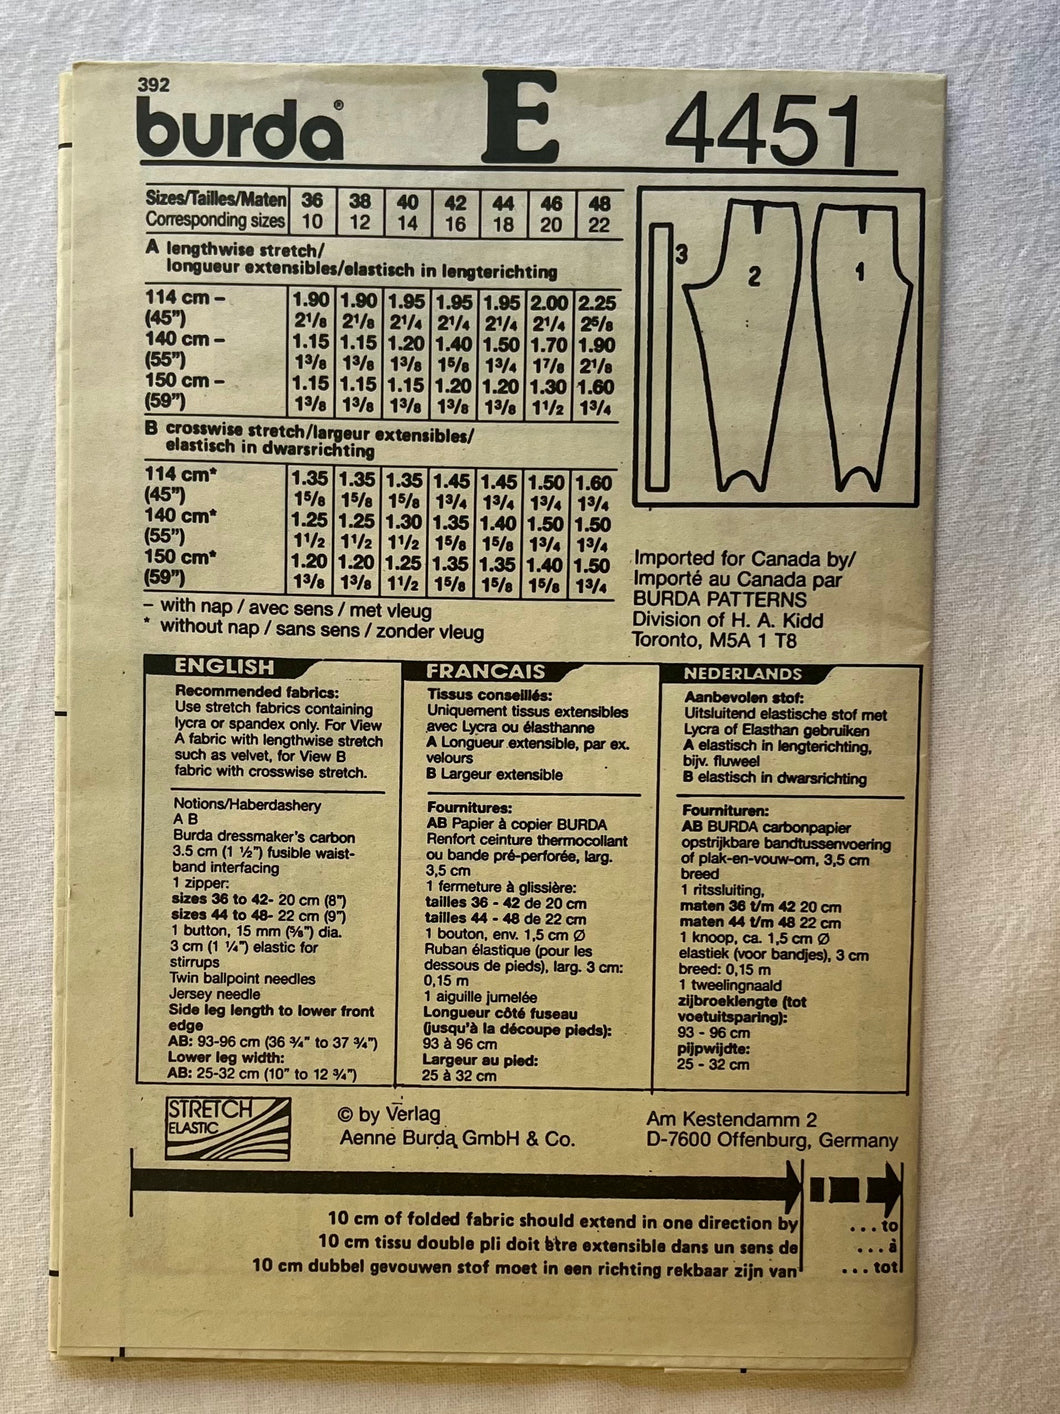 392
burda® E 4451
Sizes/Tailles/Maten 36 38 40 42 44 46 48
Corresponding sizes 10 12 14 16 18 20 22
A lengthwise stretch/
longueur extensibles/elastisch in lengterichting
114 cm – 1.90 1.90 1.95 1.95 1.95 2.00 2.25
(45") 2¹/₈ 2¹/₈ 2¹/₄ 2¹/₄ 2¹/₄ 2¹/₄ 2⁵/₈
140 cm – 1.15 1.15 1.20 1.40 1.50 1.70 1.90
(55") 1³/₈ 1³/₈ 1³/₈ 1⁵/₈ 1³/₄ 1⁷/₈ 2¹/₈
150 cm – 1.15 1.15 1.15 1.20 1.20 1.30 1.60
(59") 1³/₈ 1³/₈ 1³/₈ 1³/₈ 1³/₈ 1¹/₂ 1³/₄
B crosswise stretch/largeur extensibles/
elastisch in dwarsrichting
114 cm* 1.35 1.35 1.35 1.45 1.45 1.50 1.60
(45") 1⁵/₈ 1⁵/₈ 1⁵/₈ 1³/₄ 1³/₄ 1³/₄ 1³/₄
140 cm* 1.25 1.25 1.30 1.35 1.40 1.50 1.50
(55") 1¹/₂ 1¹/₂ 1¹/₂ 1⁵/₈ 1⁵/₈ 1³/₄ 1³/₄
150 cm* 1.20 1.20 1.25 1.35 1.35 1.40 1.50
(59") 1³/₈ 1³/₈ 1¹/₂ 1⁵/₈ 1⁵/₈ 1⁵/₈ 1³/₄
– with nap / avec sens / met vleug
* without nap / sans sens / zonder vleug
3 2 1
Imported for Canada by/
Importé au Canada par
BURDA PATTERNS
Division of H. A. Kidd
Toronto, M5A 1 T8
ENGLISH
Recommended fabrics:
Use stretch fabrics containing
lycra or spandex only. For View
A fabric with lengthwise stretch
such as velvet, for View B
fabric with crosswise stretch.
Notions/Haberdashery
A B
Burda dressmaker's carbon
3.5 cm (1 ½") fusible waist-
band interfacing
1 zipper:
sizes 36 to 42- 20 cm (8")
sizes 44 to 48- 22 cm (9")
1 button, 15 mm (⅝") dia.
3 cm (1 ¼") elastic for
stirrups
Twin ballpoint needles
Jersey needle
Side leg length to lower front
edge
AB: 93-96 cm (36 ¾" to 37 ¾")
Lower leg width:
AB: 25-32 cm (10" to 12 ¾")
FRANCAIS
Tissus conseillés:
Uniquement tissus extensibles
avec Lycra ou élasthanne
A Longueur extensible, par ex.
velours
B Largeur extensible
Fournitures:
AB Papier à copier BURDA
Renfort ceinture thermocollant
ou bande pré-perforée, larg.
3,5 cm
1 fermeture à glissière:
tailles 36 - 42 de 20 cm
tailles 44 - 48 de 22 cm
1 bouton, env. 1,5 cm Ø
Ruban élastique (pour les
dessous de pieds), larg. 3 cm:
0,15 m
1 aiguille jumelée
Longueur côté fuseau
(jusqu'à la découpe pieds):
93 à 96 cm
Largeur au pied:
25 à 32 cm
NEDERLANDS
Aanbevolen stof:
Uitsluitend elastische stof met
Lycra of Elasthan gebruiken
A elastisch in lengterichting,
bijv. fluweel
B elastisch in dwarsrichting
Fournituren:
AB BURDA carbonpapier
opstrijkbare bandtussenvoering
of plak-en-vouw-om, 3,5 cm
breed
1 ritssluiting,
maten 36 t/m 42 20 cm
maten 44 t/m 48 22 cm
1 knoop, ca. 1,5 cm Ø
elastiek (voor bandjes), 3 cm
breed: 0,15 m
1 tweelingnaald
zijbroeklengte (tot
voetuitsparing):
93 - 96 cm
pijpwijdte:
25 - 32 cm
STRETCH
ELASTIC
© by Verlag
Aenne Burda GmbH & Co.
Am Kestendamm 2
D-7600 Offenburg, Germany
10 cm of folded fabric should extend in one direction by ... to
10 cm tissu double pli doit être extensible dans un sens de ... à
10 cm dubbel gevouwen stof moet in een richting rekbaar zijn van ... tot